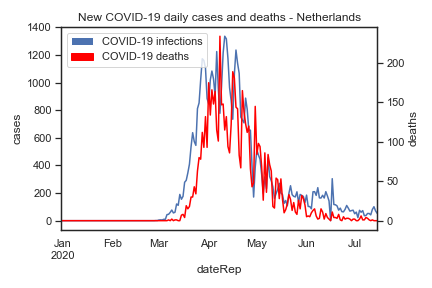 New COVID-19 daily cases and deaths - Netherlands
COVID-19 infections
COVID-19 deaths
1400
1200
1000
800
600
400
200
0
cases
200
150
100
50
0
deaths
Jan Feb Mar Apr May Jun Jul
2020
dateRep